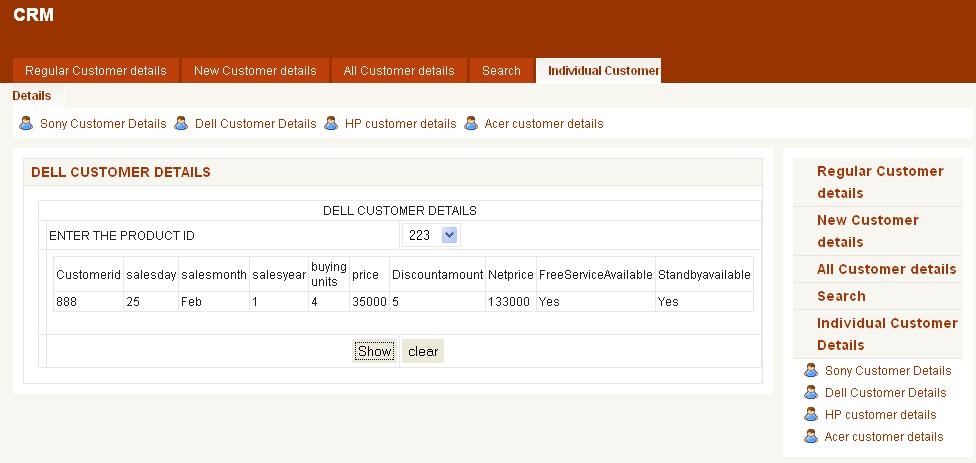 CRM
Regular Customer details New Customer details All Customer details Search Individual Customer
Details
Sony Customer Details Dell Customer Details HP customer details Acer customer details
DELL CUSTOMER DETAILS
DELL CUSTOMER DETAILS
ENTER THE PRODUCT ID 223
Customerid salesday salesmonth salesyear buying units price Discountamount Netprice FreeServiceAvailable Standbyavailable
888 25 Feb 1 4 35000 5 133000 Yes Yes
Show clear
Regular Customer
details
New Customer
details
All Customer details
Search
Individual Customer
Details
Sony Customer Details
Dell Customer Details
HP customer details
Acer customer details